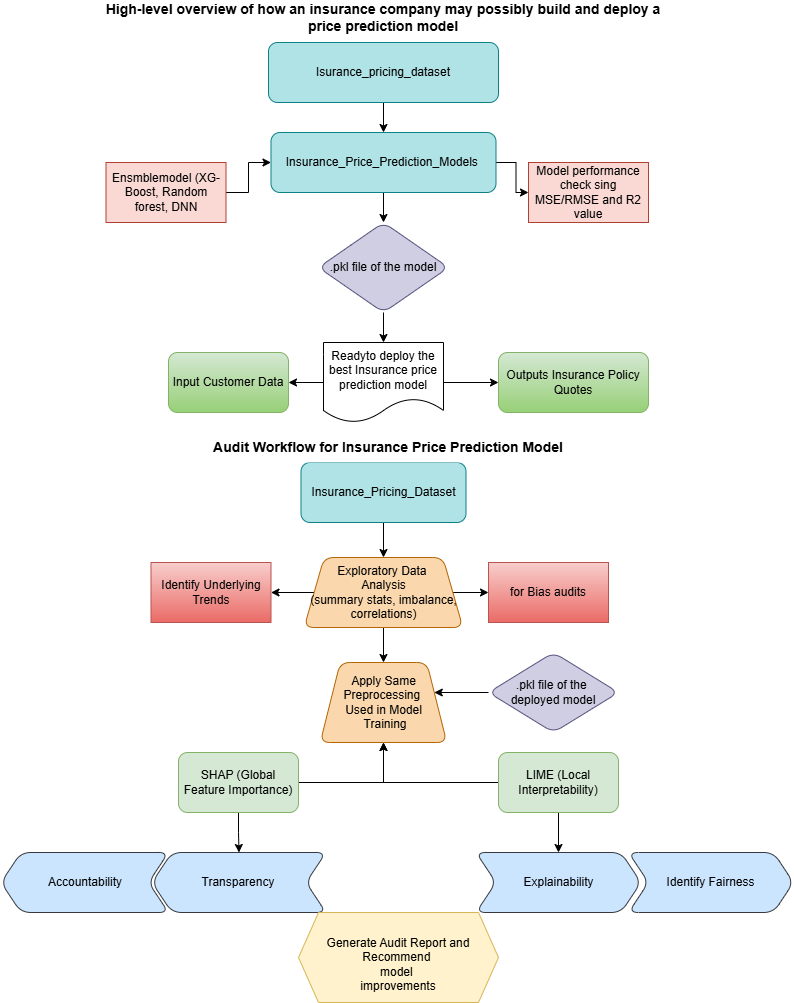 High-level overview of how an insurance company may possibly build and deploy a
price prediction model
Isurance_pricing_dataset
Insurance_Price_Prediction_Models
Ensmblemodel (XG-
Boost, Random
forest, DNN
Model performance
check sing
MSE/RMSE and R2
value
.pkl file of the model
Readyto deploy the
best Insurance price
prediction model
Input Customer Data
Outputs Insurance Policy
Quotes
Audit Workflow for Insurance Price Prediction Model
Insurance_Pricing_Dataset
Exploratory Data
Analysis
(summary stats, imbalance,
correlations)
Identify Underlying
Trends
for Bias audits
Apply Same
Preprocessing
Used in Model
Training
.pkl file of the
deployed model
SHAP (Global
Feature Importance)
LIME (Local
Interpretability)
Accountability
Transparency
Explainability
Identify Fairness
Generate Audit Report and
Recommend
model
improvements